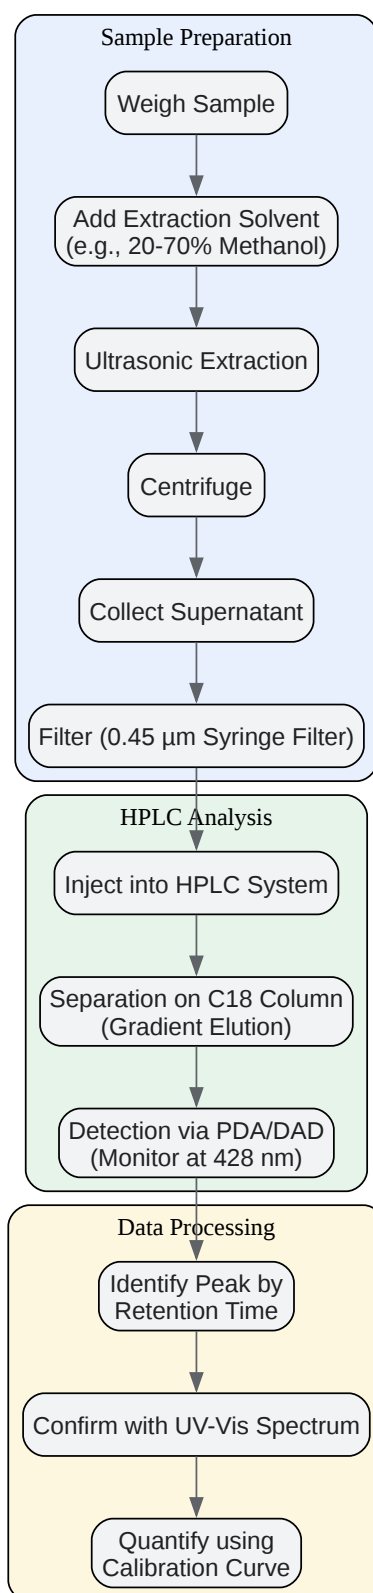 Sample Preparation
Weigh Sample
Add Extraction Solvent
(e.g., 20-70% Methanol)
Ultrasonic Extraction
Centrifuge
Collect Supernatant
Filter (0.45 µm Syringe Filter)
HPLC Analysis
Inject into HPLC System
Separation on C18 Column
(Gradient Elution)
Detection via PDA/DAD
(Monitor at 428 nm)
Data Processing
Identify Peak by
Retention Time
Confirm with UV-Vis Spectrum
Quantify using
Calibration Curve